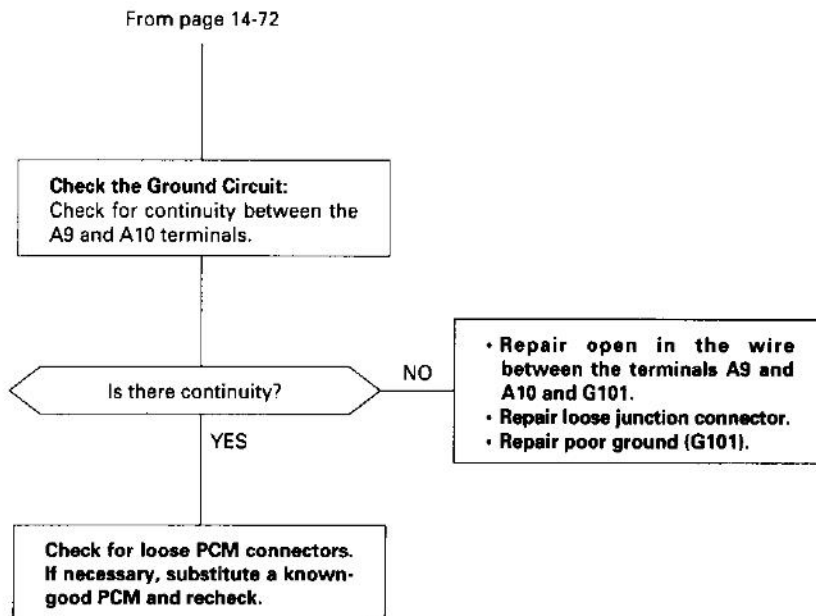 From page 14-72
Check the Ground Circuit:
Check for continuity between the
A9 and A10 terminals.
Is there continuity?
NO
• Repair open in the wire
between the terminals A9 and
A10 and G101.
• Repair loose junction connector.
• Repair poor ground (G101).
YES
Check for loose PCM connectors.
If necessary, substitute a known-
good PCM and recheck.